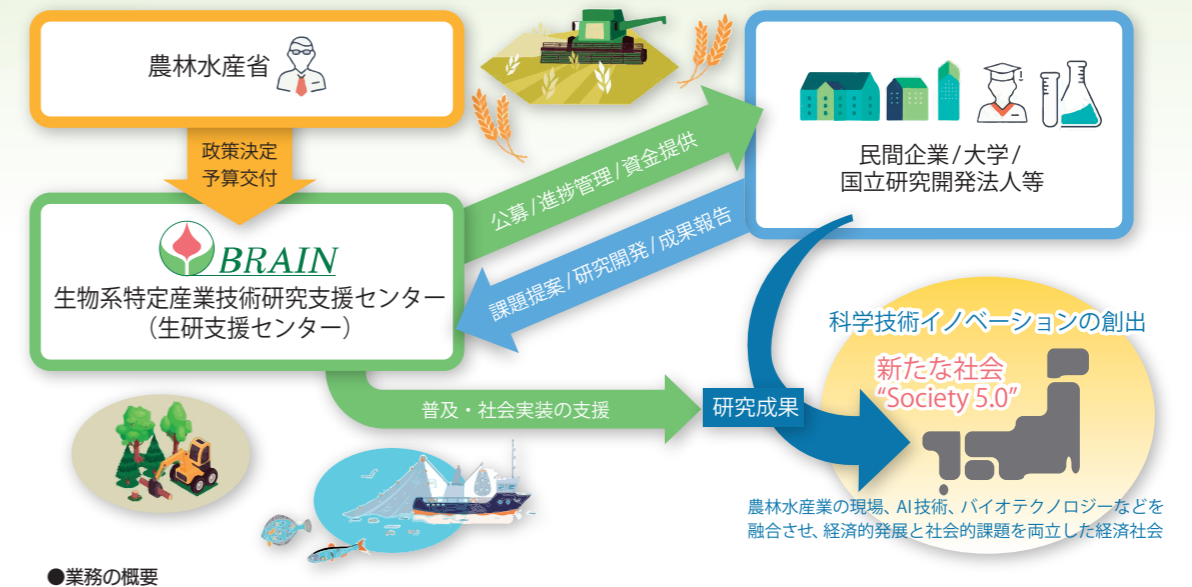 農林水産省
政策決定
予算交付
BRAIN
生物系特定産業技術研究支援センター
（生研支援センター）
公募/進捗管理/資金提供
課題提案/研究開発/成果報告
民間企業/大学/
国立研究開発法人等
普及・社会実装の支援
研究成果
科学技術イノベーションの創出
新たな社会
“Society 5.0”
農林水産業の現場、AI技術、バイオテクノロジーなどを
融合させ、経済的発展と社会的課題を両立した経済社会
●業務の概要